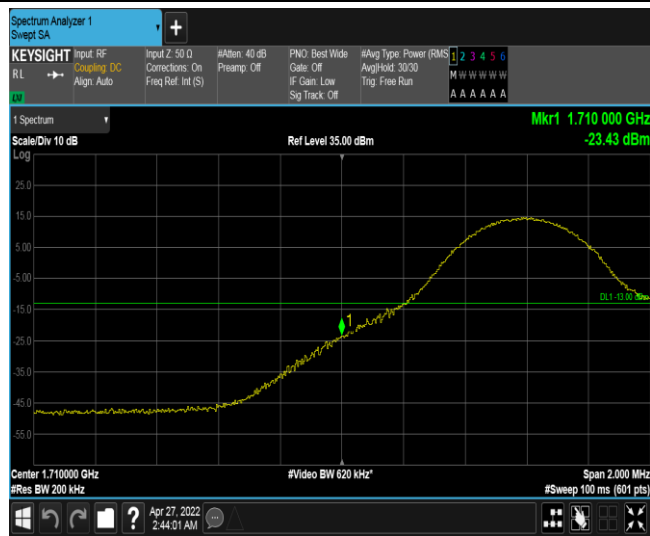 Spectrum Analyzer 1
Swept SA
+
KEYSIGHT
RL
Input: RF
Coupling: DC
Align: Auto
Input Z: 50 Ω
Corrections: On
Freq Ref: Int (S)
#Atten: 40 dB
Preamp: Off
PNO: Best Wide
Gate: Off
IF Gain: Low
Sig Track: Off
#Avg Type: Power (RMS
Avg|Hold: 30/30
Trig: Free Run
1 2 3 4 5 6
M W W W W W
A A A A A A
1 Spectrum
Scale/Div 10 dB
Ref Level 35.00 dBm
Mkr1 1.710 000 GHz
-23.43 dBm
Log
25.0
15.0
5.00
-5.00
DL1 -13.00 dBm
-15.0
1
-25.0
-35.0
-45.0
-55.0
Center 1.710000 GHz
#Video BW 620 kHz*
Span 2.000 MHz
#Res BW 200 kHz
#Sweep 100 ms (601 pts)
?
Apr 27, 2022
2:44:01 AM